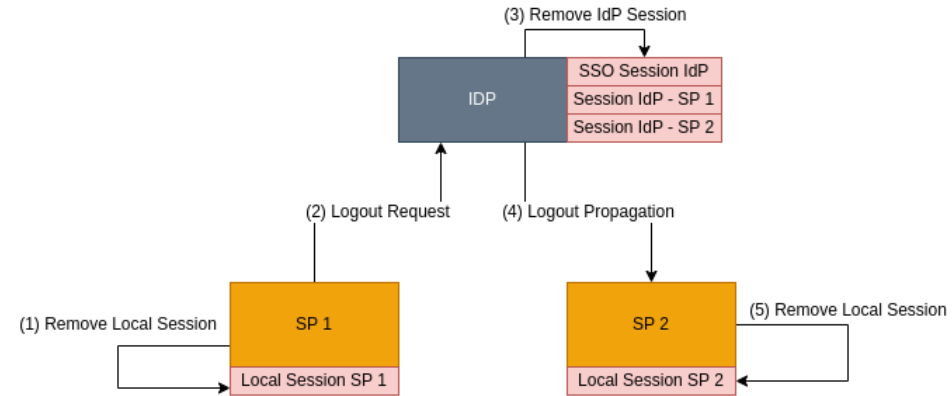 (3) Remove IdP Session
SSO Session IdP
IDP
Session IdP - SP 1
Session IdP - SP 2
(2) Logout Request
(4) Logout Propagation
(1) Remove Local Session
SP 1
Local Session SP 1
SP 2
(5) Remove Local Session
Local Session SP 2